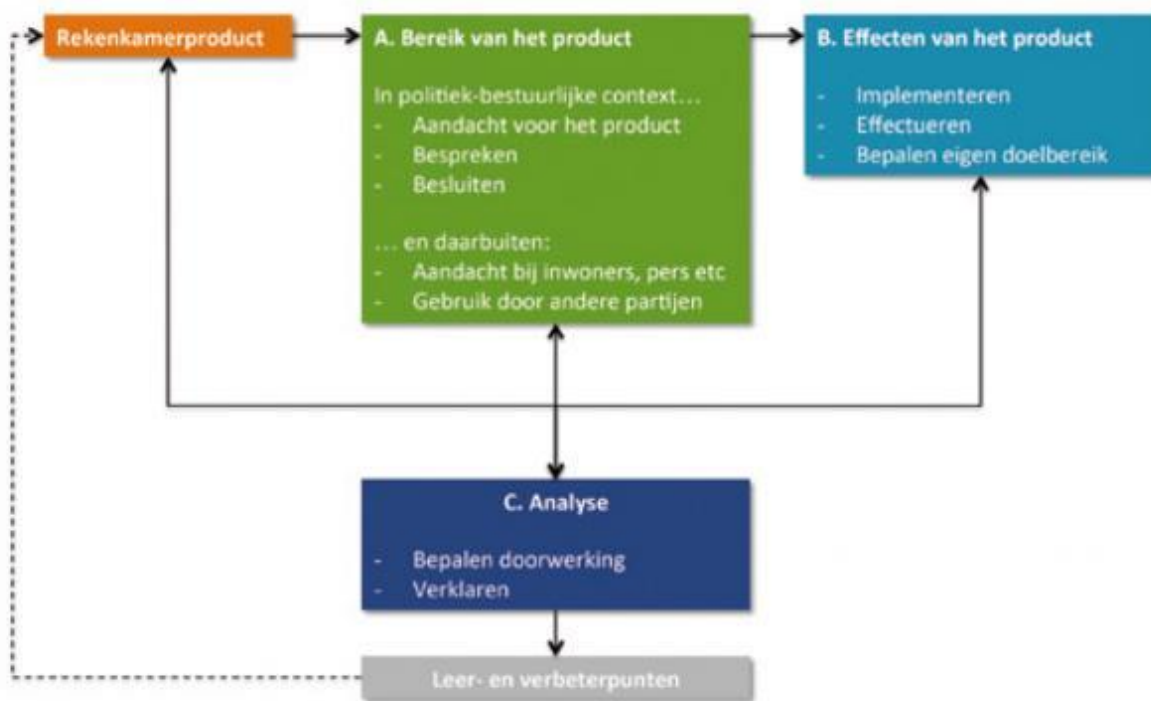 Rekenkamerproduct
A. Bereik van het product
In politiek-bestuurlijke context…
- Aandacht voor het product
- Bespreken
- Besluiten
… en daarbuiten:
- Aandacht bij inwoners, pers etc
- Gebruik door andere partijen
B. Effecten van het product
- Implementeren
- Effectueren
- Bepalen eigen doelbereik
C. Analyse
- Bepalen doorwerking
- Verklaren
Leer- en verbeterpunten